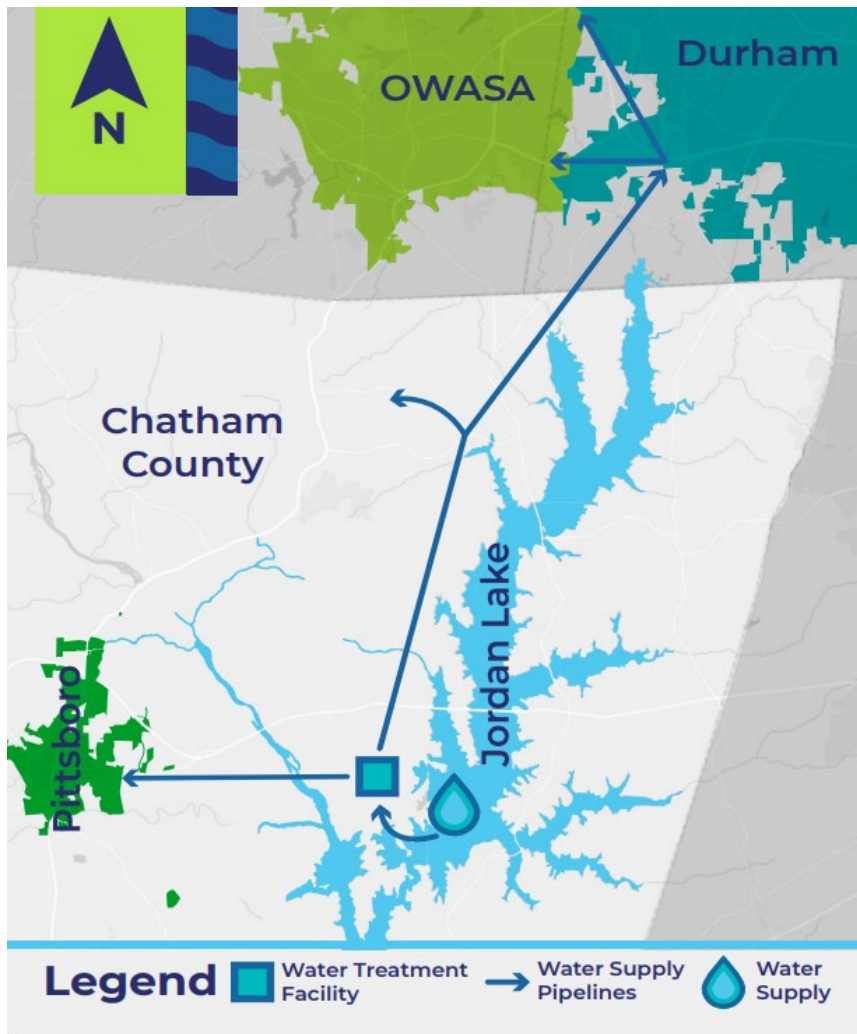 N
OWASA
Durham
Chatham
County
Jordan Lake
Pittsboro
Legend
Water Treatment
Facility
Water Supply
Pipelines
Water
Supply